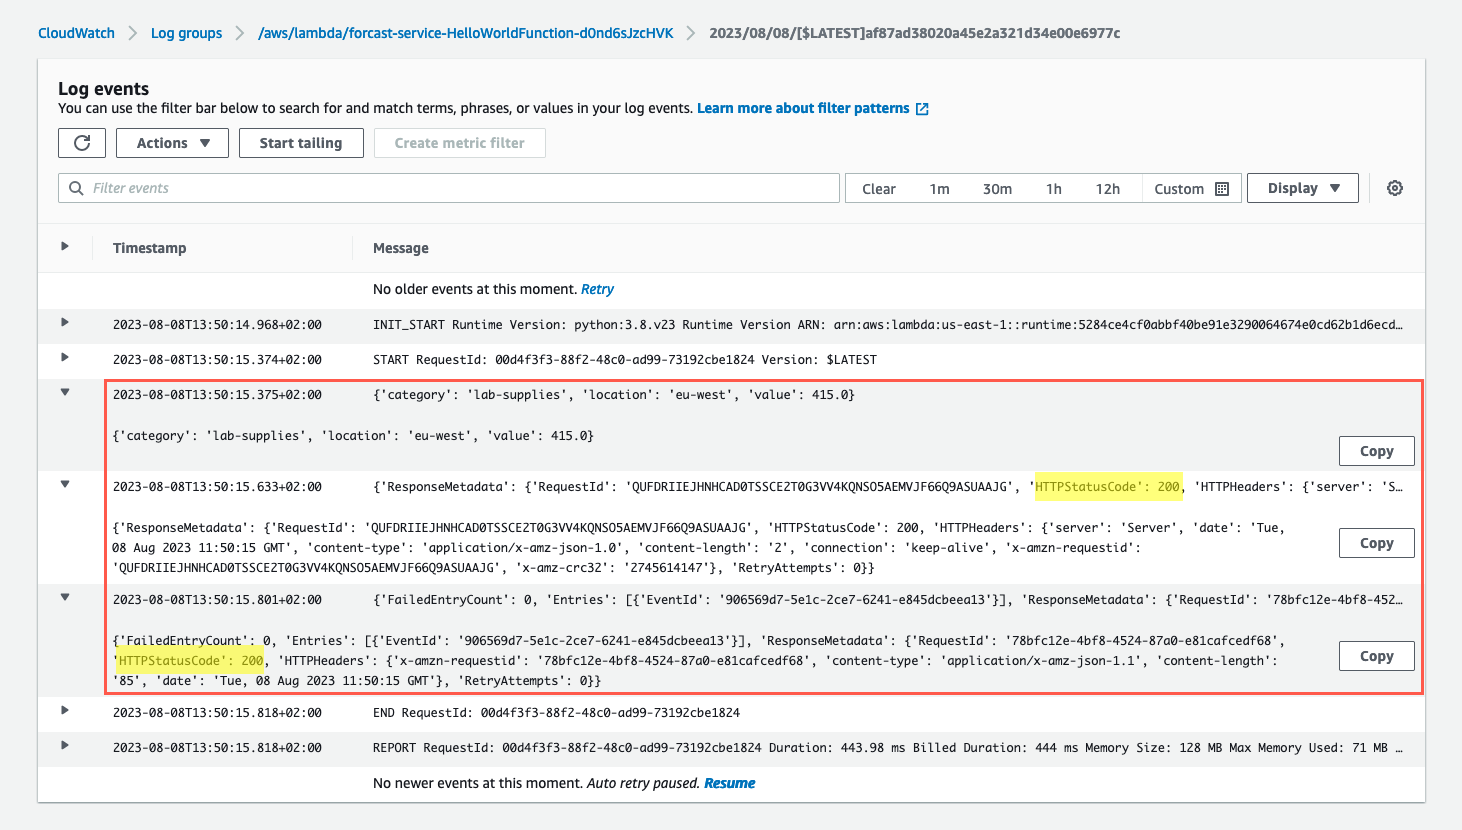 CloudWatch > Log groups > /aws/lambda/forcast-service-HelloWorldFunction-d0nd6sJzcHVK > 2023/08/08/[$LATEST]af87ad38020a45e2a321d34e00e6977c
Log events
You can use the filter bar below to search for and match terms, phrases, or values in your log events. Learn more about filter patterns
Actions Start tailing Create metric filter
Filter events Clear 1m 30m 1h 12h Custom Display
Timestamp Message
No older events at this moment. Retry
2023-08-08T13:50:14.968+02:00 INIT_START Runtime Version: python:3.8.v23 Runtime Version ARN: arn:aws:lambda:us-east-1::runtime:5284ce4cf0abbf40be91e3290064674e0cd62b1d6ecd…
2023-08-08T13:50:15.374+02:00 START RequestId: 00d4f3f3-88f2-48c0-ad99-73192cbe1824 Version: $LATEST
2023-08-08T13:50:15.375+02:00 {'category': 'lab-supplies', 'location': 'eu-west', 'value': 415.0}
{'category': 'lab-supplies', 'location': 'eu-west', 'value': 415.0}
Copy
2023-08-08T13:50:15.633+02:00 {'ResponseMetadata': {'RequestId': 'QUFDRIIEJHNHCAD0TSSCE2T0G3VV4KQNSO5AEMVJF66Q9ASUAAJG', 'HTTPStatusCode': 200, 'HTTPHeaders': {'server': 'S…
{'ResponseMetadata': {'RequestId': 'QUFDRIIEJHNHCAD0TSSCE2T0G3VV4KQNSO5AEMVJF66Q9ASUAAJG', 'HTTPStatusCode': 200, 'HTTPHeaders': {'server': 'Server', 'date': 'Tue,
08 Aug 2023 11:50:15 GMT', 'content-type': 'application/x-amz-json-1.0', 'content-length': '2', 'connection': 'keep-alive', 'x-amzn-requestid':
'QUFDRIIEJHNHCAD0TSSCE2T0G3VV4KQNSO5AEMVJF66Q9ASUAAJG', 'x-amz-crc32': '2745614147'}, 'RetryAttempts': 0}}
Copy
2023-08-08T13:50:15.801+02:00 {'FailedEntryCount': 0, 'Entries': [{'EventId': '906569d7-5e1c-2ce7-6241-e845dcbeea13'}], 'ResponseMetadata': {'RequestId': '78bfc12e-4bf8-452…
{'FailedEntryCount': 0, 'Entries': [{'EventId': '906569d7-5e1c-2ce7-6241-e845dcbeea13'}], 'ResponseMetadata': {'RequestId': '78bfc12e-4bf8-4524-87a0-e81cafcedf68',
'HTTPStatusCode': 200, 'HTTPHeaders': {'x-amzn-requestid': '78bfc12e-4bf8-4524-87a0-e81cafcedf68', 'content-type': 'application/x-amz-json-1.1', 'content-length':
'85', 'date': 'Tue, 08 Aug 2023 11:50:15 GMT'}, 'RetryAttempts': 0}}
Copy
2023-08-08T13:50:15.818+02:00 END RequestId: 00d4f3f3-88f2-48c0-ad99-73192cbe1824
2023-08-08T13:50:15.818+02:00 REPORT RequestId: 00d4f3f3-88f2-48c0-ad99-73192cbe1824 Duration: 443.98 ms Billed Duration: 444 ms Memory Size: 128 MB Max Memory Used: 71 MB …
No newer events at this moment. Auto retry paused. Resume